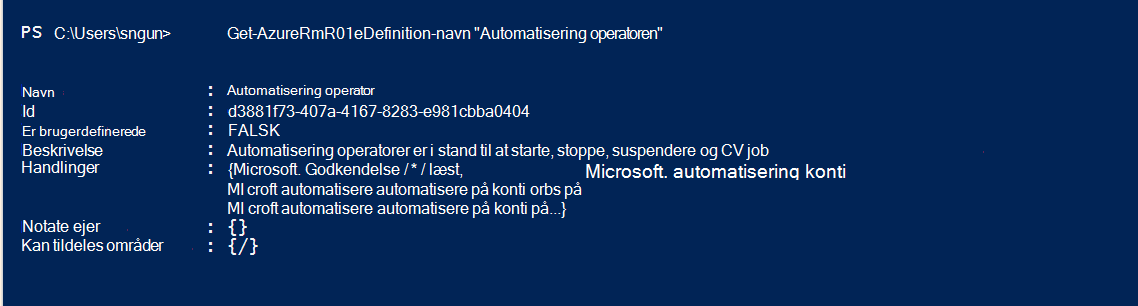 PS C:\Users\sngun> Get-AzureRmR01eDefinition-navn "Automatisering operatoren"
Navn : Automatisering operator
Id : d3881f73-407a-4167-8283-e981cbba0404
Er brugerdefinerede : FALSK
Beskrivelse : Automatisering operatorer er i stand til at starte, stoppe, suspendere og CV job
Handlinger : {Microsoft. Godkendelse / * / læst, Microsoft. automatisering konti
MI croft automatisere automatisere på konti orbs på
MI croft automatisere automatisere på konti på...}
Notate ejer : {}
Kan tildeles områder : {/}